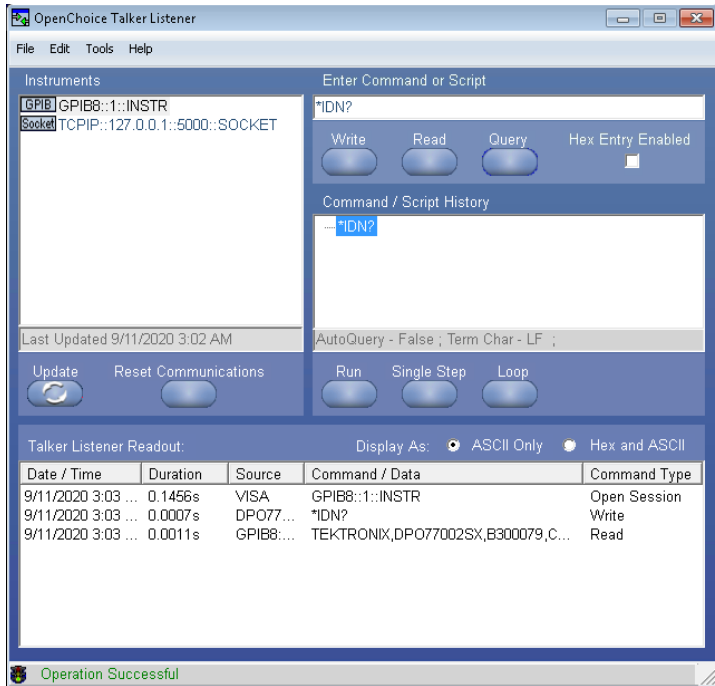 OpenChoice Talker Listener
File Edit Tools Help
Instruments
GPIB GPIB8::1::INSTR
Socket TCPIP::127.0.0.1::5000::SOCKET
Last Updated 9/11/2020 3:02 AM
Update Reset Communications
Enter Command or Script
*IDN?
Write Read Query Hex Entry Enabled
Command / Script History
*IDN?
AutoQuery - False ; Term Char - LF ;
Run Single Step Loop
Talker Listener Readout: Display As: ASCII Only Hex and ASCII
Date / Time Duration Source Command / Data Command Type
9/11/2020 3:03 ... 0.1456s VISA GPIB8::1::INSTR Open Session
9/11/2020 3:03 ... 0.0007s DPO77... *IDN? Write
9/11/2020 3:03 ... 0.0011s GPIB8:... TEKTRONIX,DPO77002SX,B300079,C... Read
Operation Successful